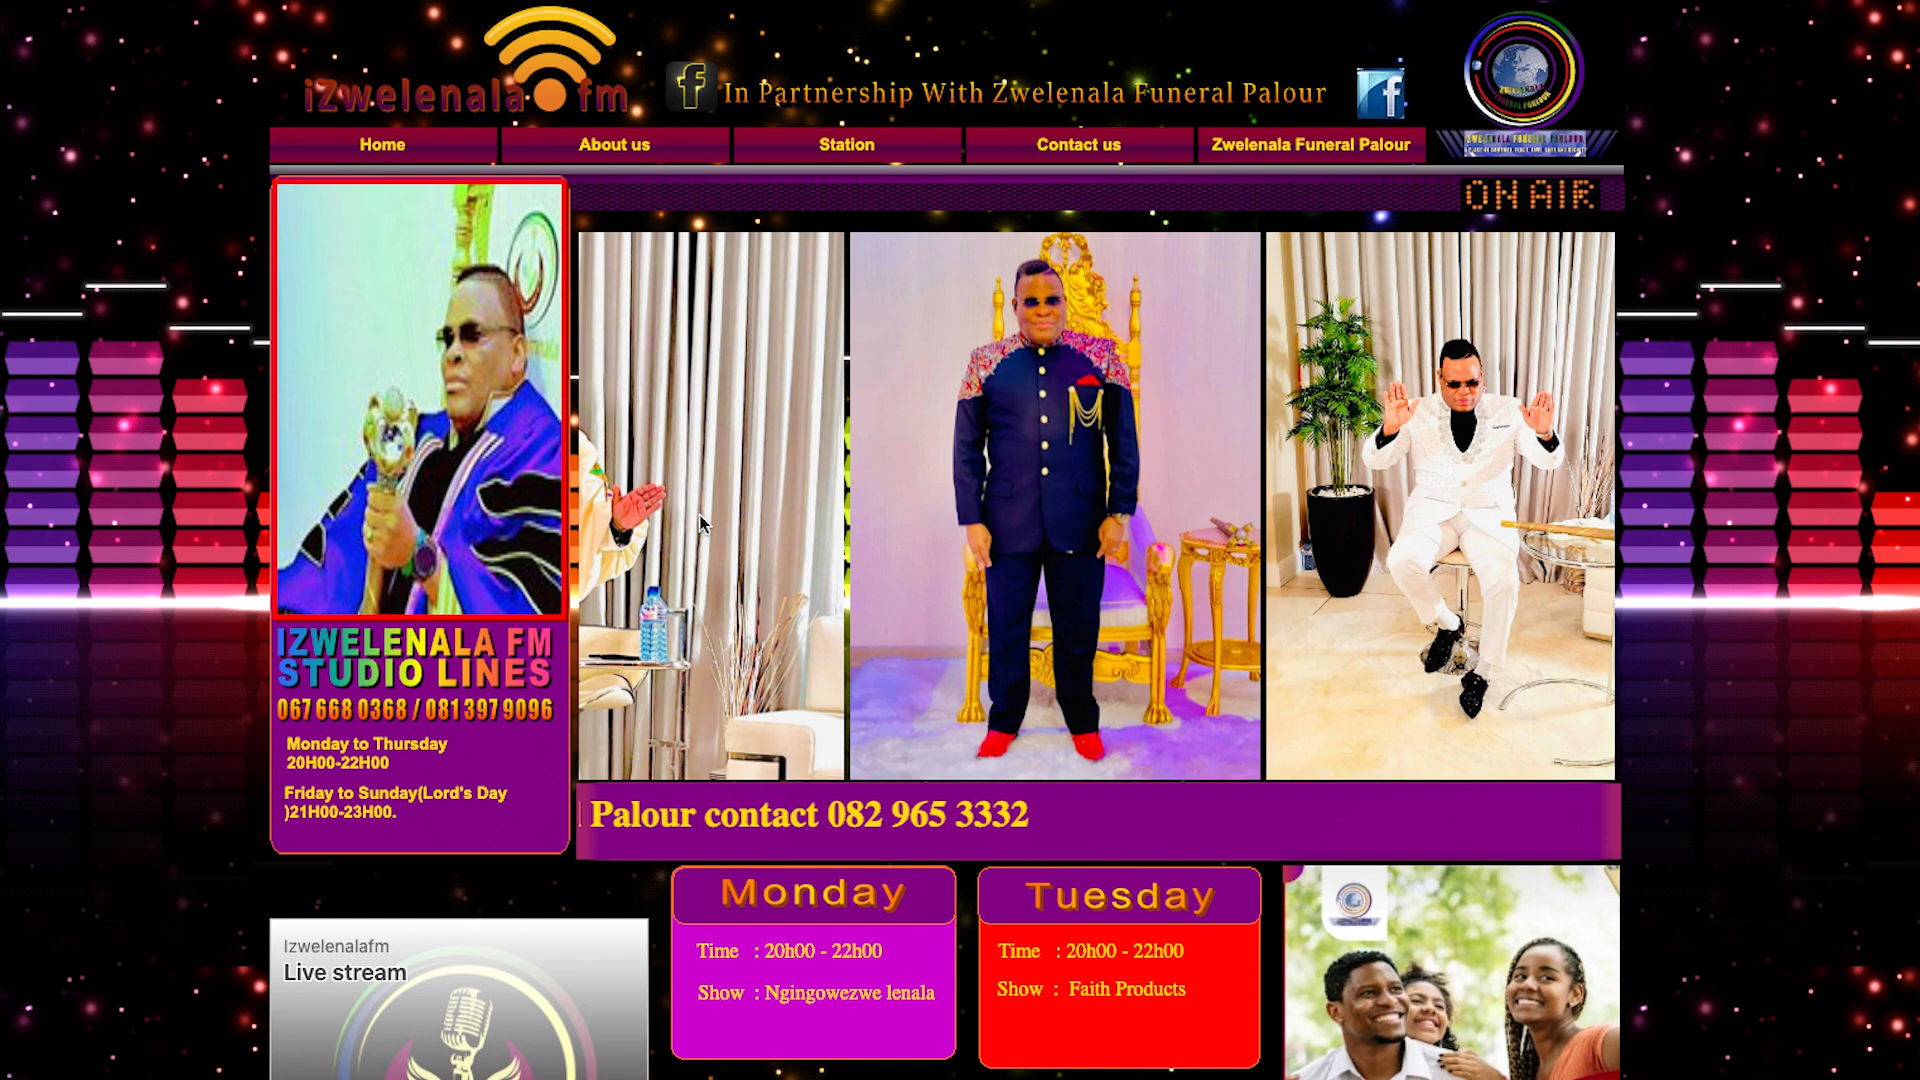 iZwelenala fm
In Partnership With Zwelenala Funeral Palour
ZWELENALA FUNERAL PARLOUR
Home
About us
Station
Contact us
Zwelenala Funeral Palour
ON AIR
IZWELENALA FM
STUDIO LINES
067 668 0368 / 081 397 9096
Monday to Thursday
20H00-22H00
Friday to Sunday(Lord's Day
)21H00-23H00.
Palour contact 082 965 3332
Izwelenalafm
Live stream
Monday
Time : 20h00 - 22h00
Show : Ngingowezwe lenala
Tuesday
Time : 20h00 - 22h00
Show : Faith Products